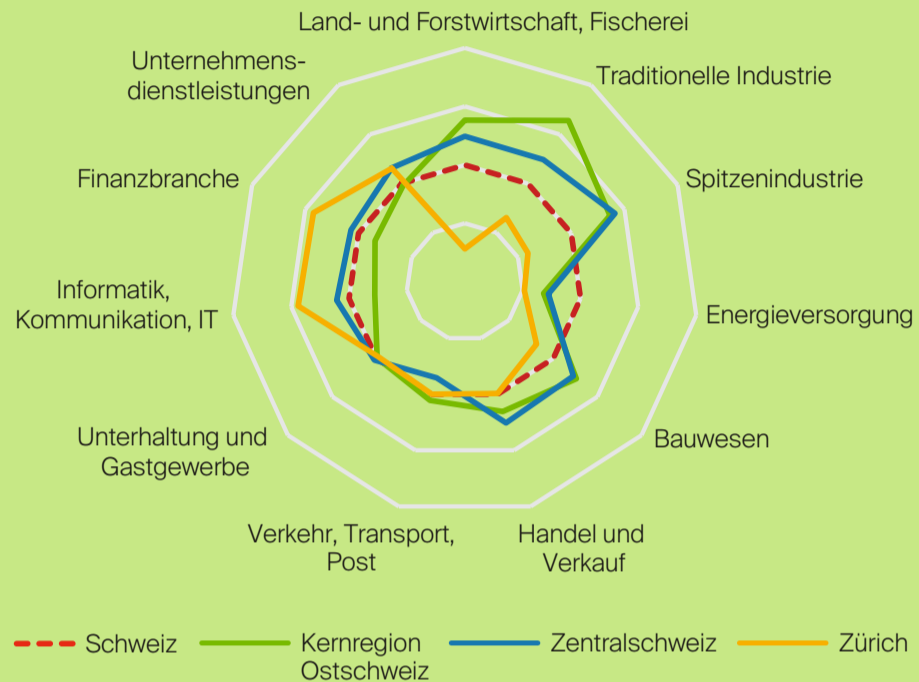 Land- und Forstwirtschaft, Fischerei
Unternehmens-
dienstleistungen
Traditionelle Industrie
Finanzbranche
Spitzenindustrie
Informatik,
Kommunikation, IT
Energieversorgung
Unterhaltung und
Gastgewerbe
Bauwesen
Verkehr, Transport,
Post
Handel und
Verkauf
Schweiz
Kernregion
Ostschweiz
Zentralschweiz
Zürich